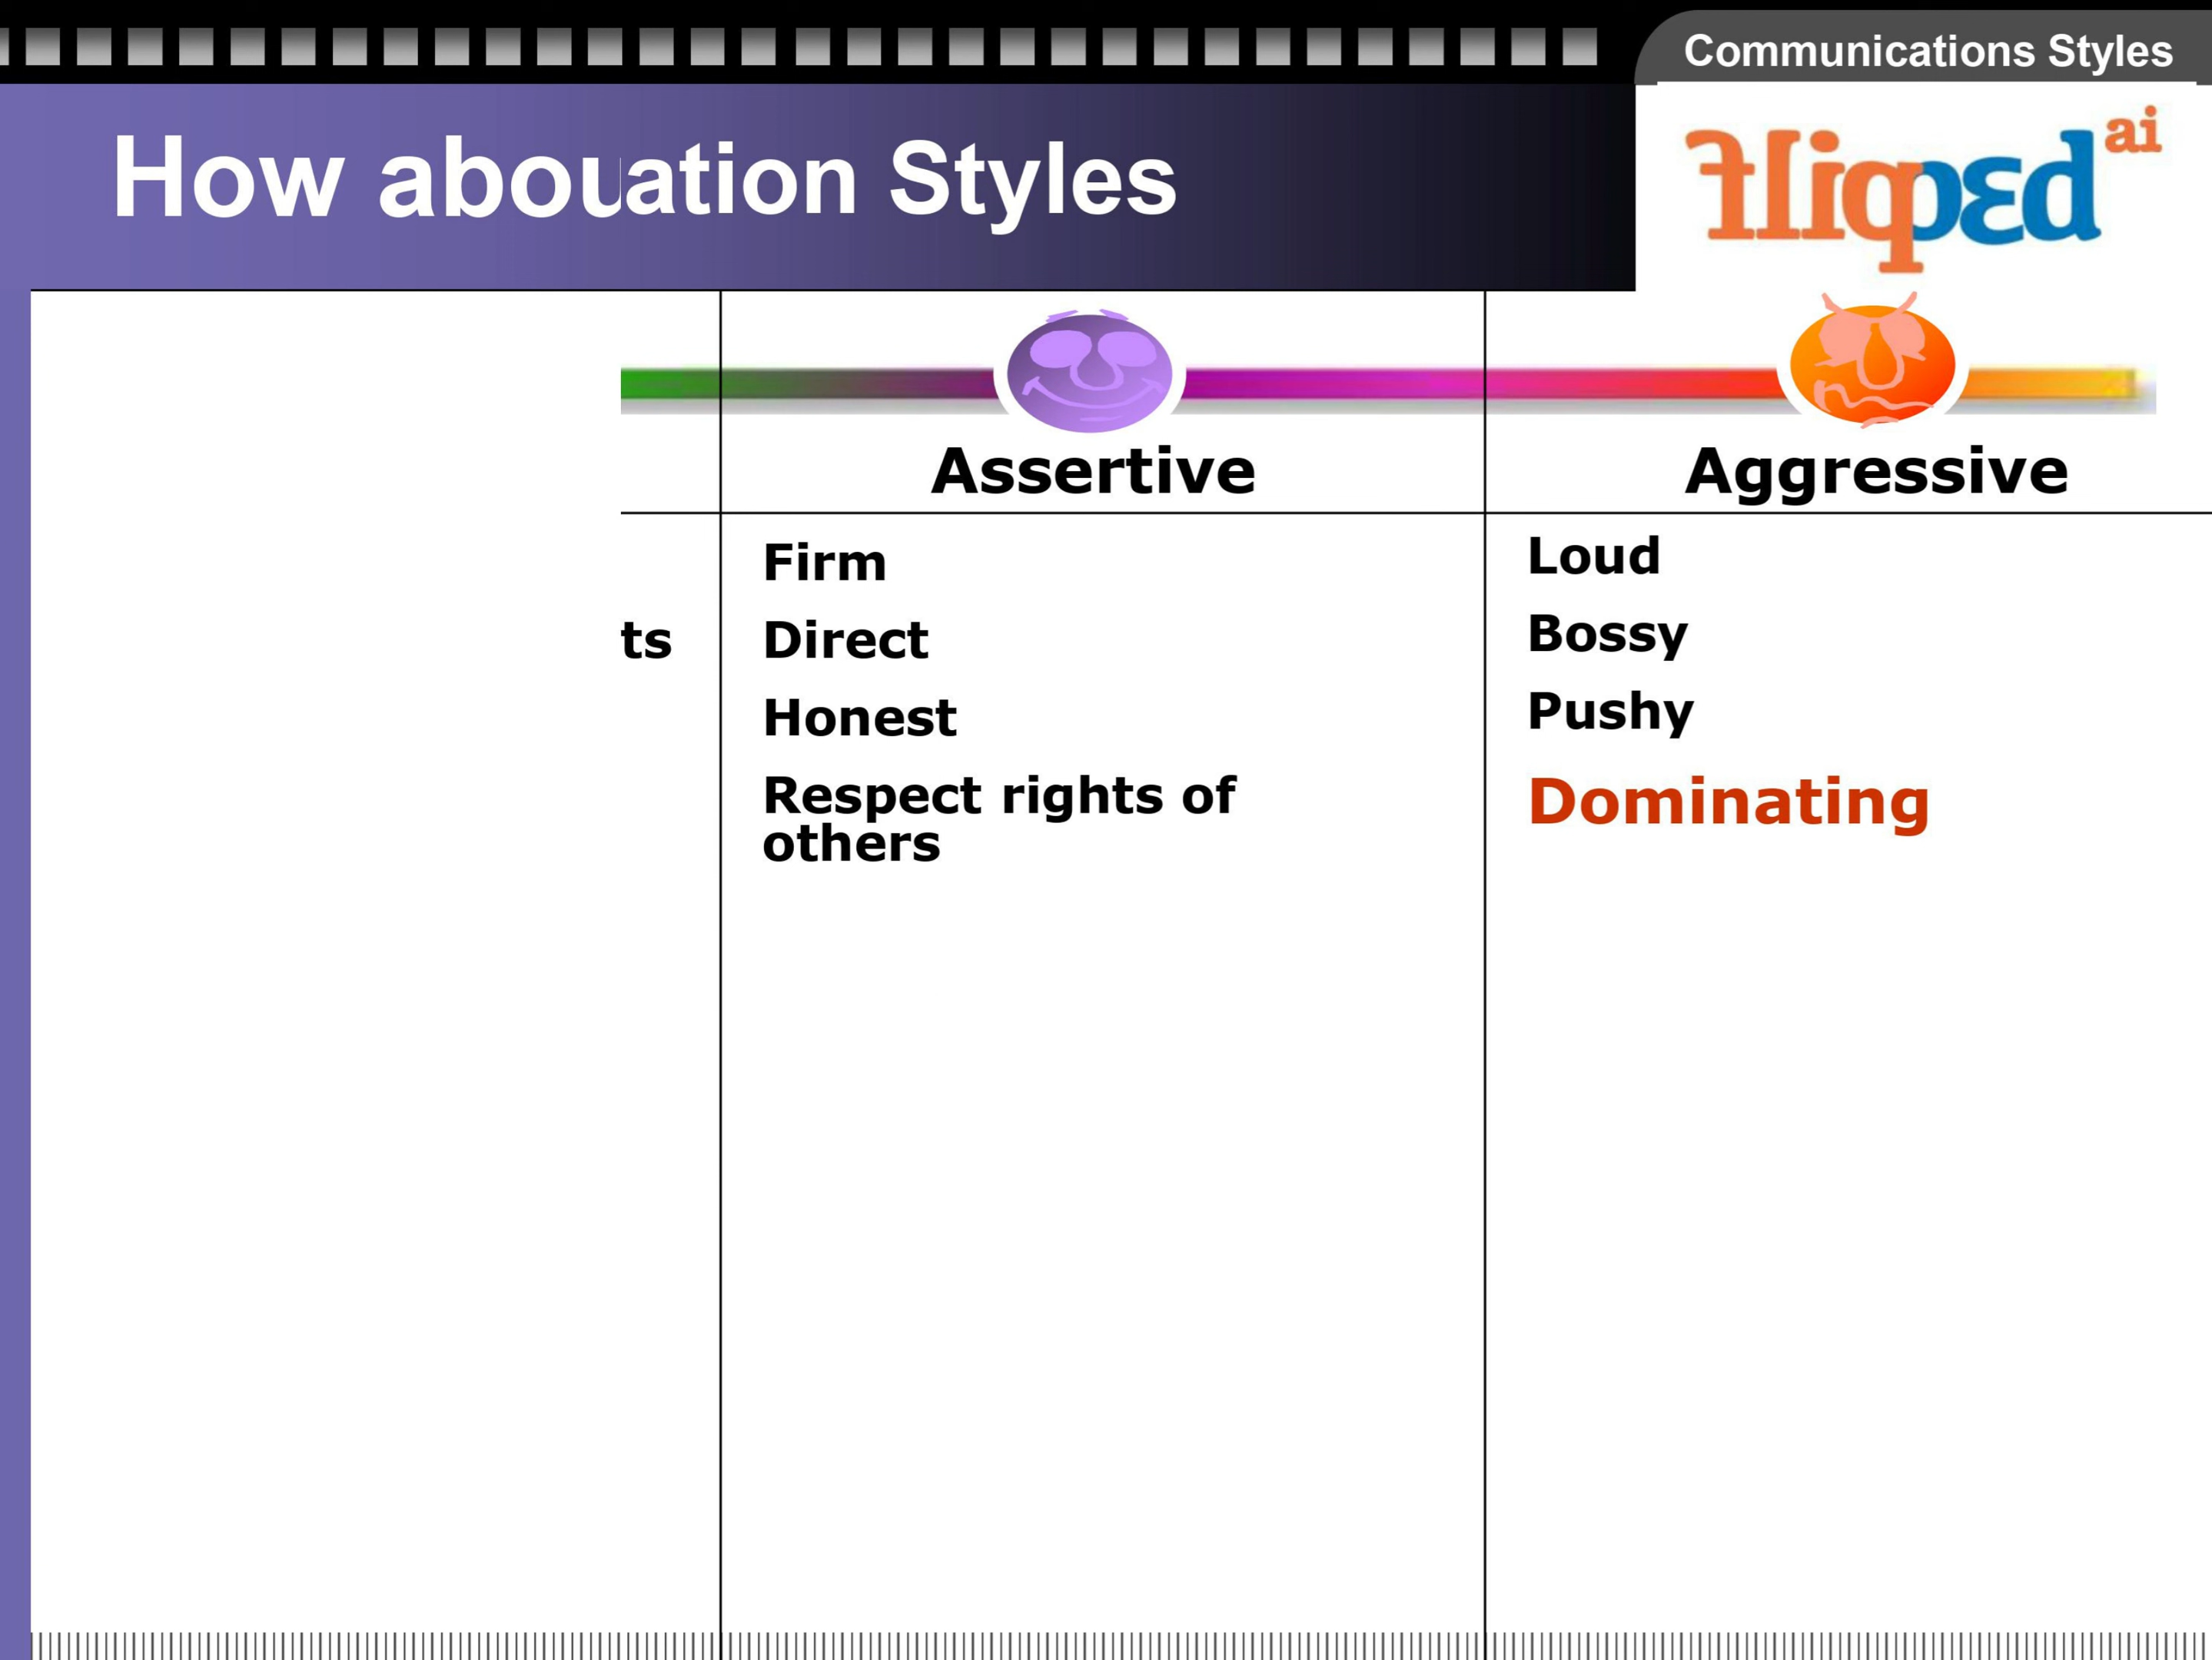 Communications Styles
How abouation Styles
flipped ai
Assertive
Aggressive
Firm
Loud
ts
Direct
Bossy
Honest
Pushy
Respect rights of
others
Dominating